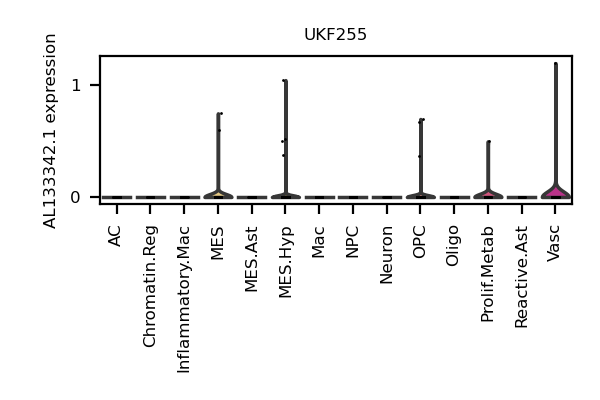 UKF255
AL133342.1 expression
1
0
AC
Chromatin.Reg
Inflammatory.Mac
MES
MES.Ast
MES.Hyp
Mac
NPC
Neuron
OPC
Oligo
Prolif.Metab
Reactive.Ast
Vasc